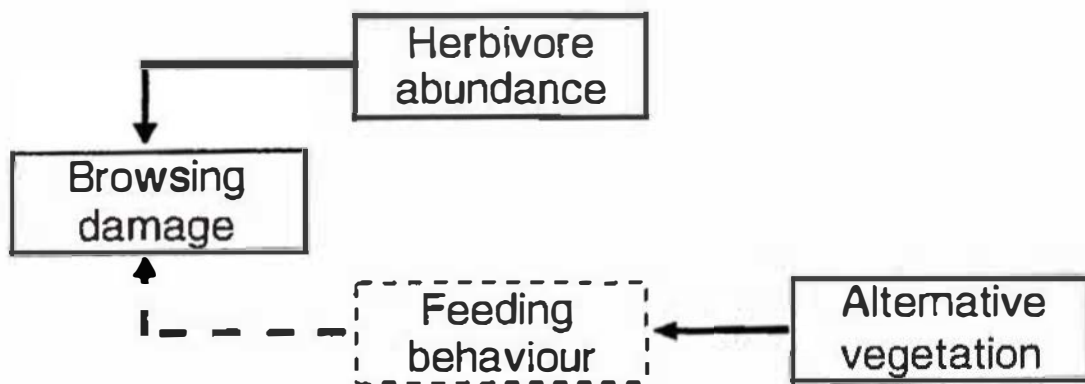 Herbivore
abundance
Browsing
damage
Feeding
behaviour
Alternative
vegetation